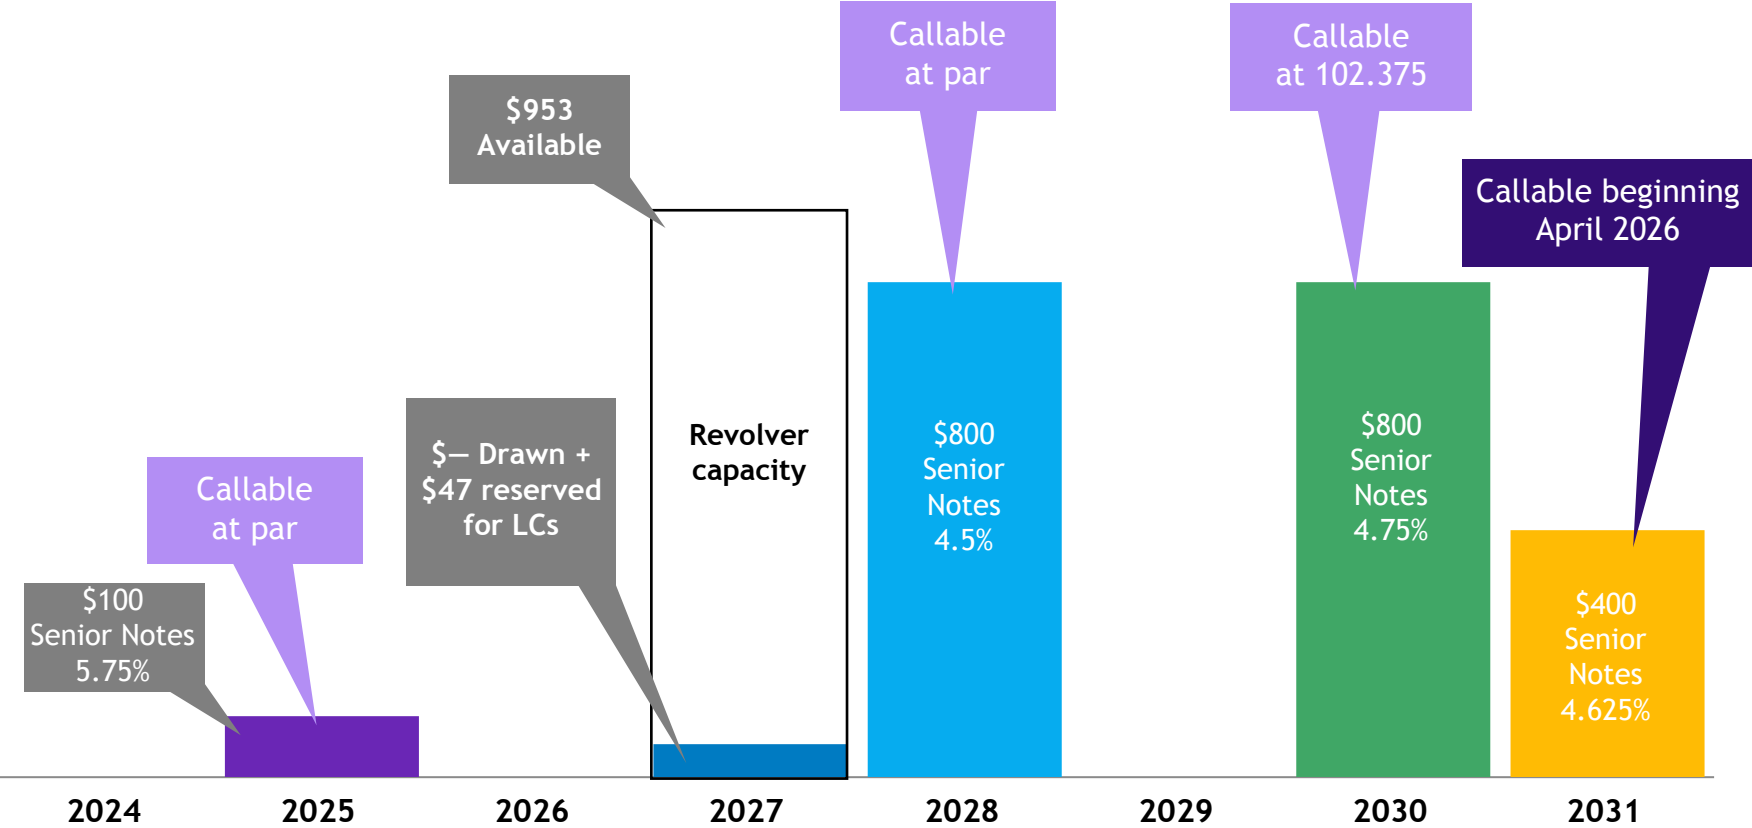 Callable
at par
Callable
at 102.375
$953
Available
Callable beginning
April 2026
$— Drawn +
$47 reserved
for LCs
Revolver
capacity
$800
Senior
Notes
4.5%
$800
Senior
Notes
4.75%
Callable
at par
$100
Senior Notes
5.75%
$400
Senior
Notes
4.625%
2024 2025 2026 2027 2028 2029 2030 2031